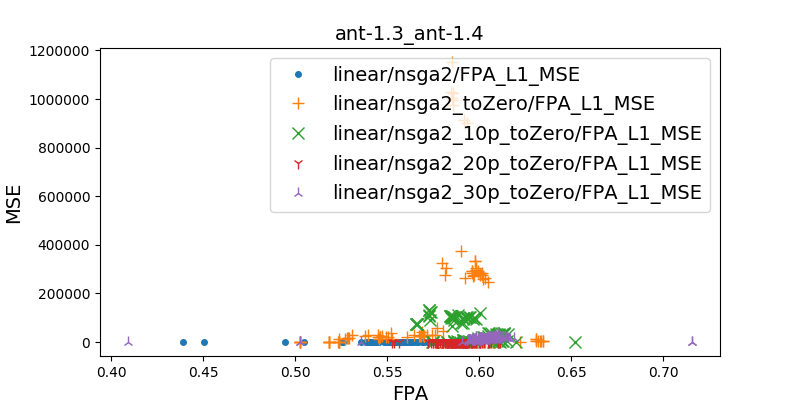 ant-1.3_ant-1.4
1200000
1000000
800000
600000
400000
200000
0
MSE
linear/nsga2/FPA_L1_MSE
linear/nsga2_toZero/FPA_L1_MSE
linear/nsga2_10p_toZero/FPA_L1_MSE
linear/nsga2_20p_toZero/FPA_L1_MSE
linear/nsga2_30p_toZero/FPA_L1_MSE
0.40 0.45 0.50 0.55 0.60 0.65 0.70
FPA